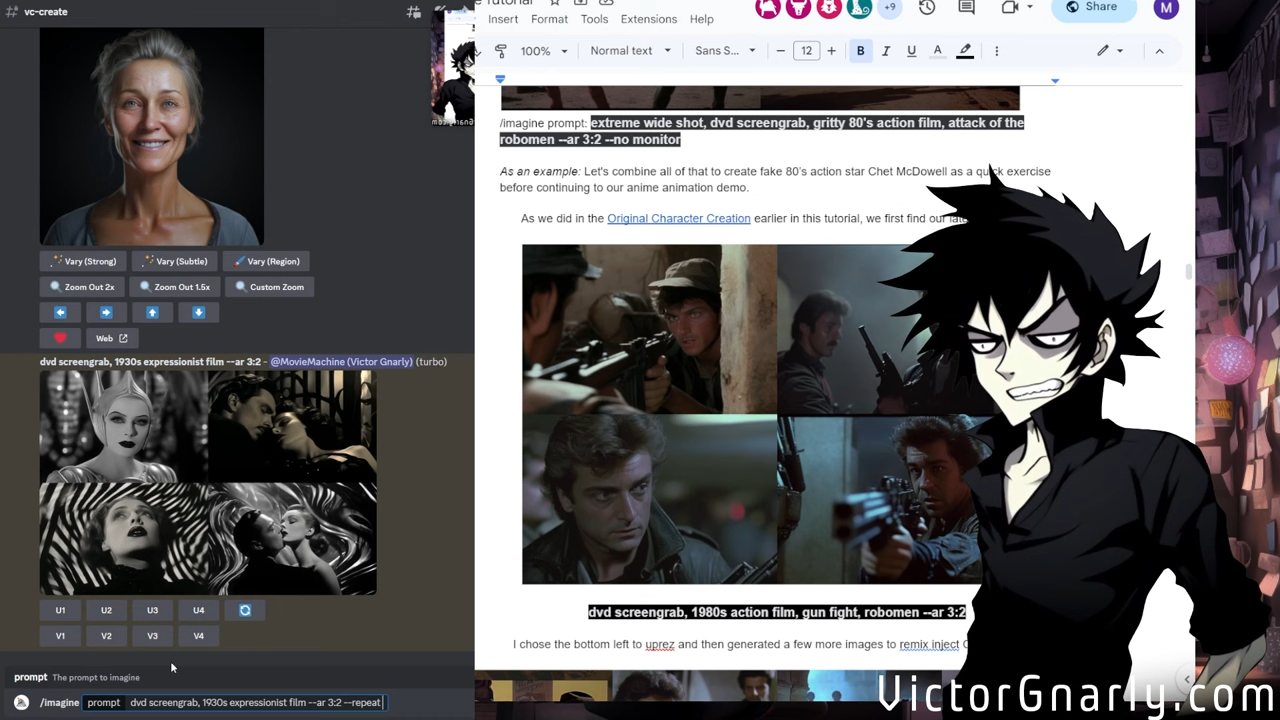 vc-create
Vary (Strong) Vary (Subtle) Vary (Region)
Zoom Out 2x Zoom Out 1.5x Custom Zoom
Web
dvd screengrab, 1930s expressionist film --ar 3:2 - @MovieMachine (Victor Gnarly) (turbo)
U1 U2 U3 U4
V1 V2 V3 V4
prompt The prompt to imagine
/imagine prompt dvd screengrab, 1930s expressionist film --ar 3:2 --repeat
Insert Format Tools Extensions Help
+9 Share M
100% Normal text Sans S... 12 B I U A
/imagine prompt: extreme wide shot, dvd screengrab, gritty 80's action film, attack of the
robomen --ar 3:2 --no monitor
As an example: Let's combine all of that to create fake 80's action star Chet McDowell as a quick exercise
before continuing to our anime animation demo.
As we did in the Original Character Creation earlier in this tutorial, we first find our
dvd screengrab, 1980s action film, gun fight, robomen --ar 3:2
I chose the bottom left to uprez and then generated a few more images to remix inject
VictorGnarly.com